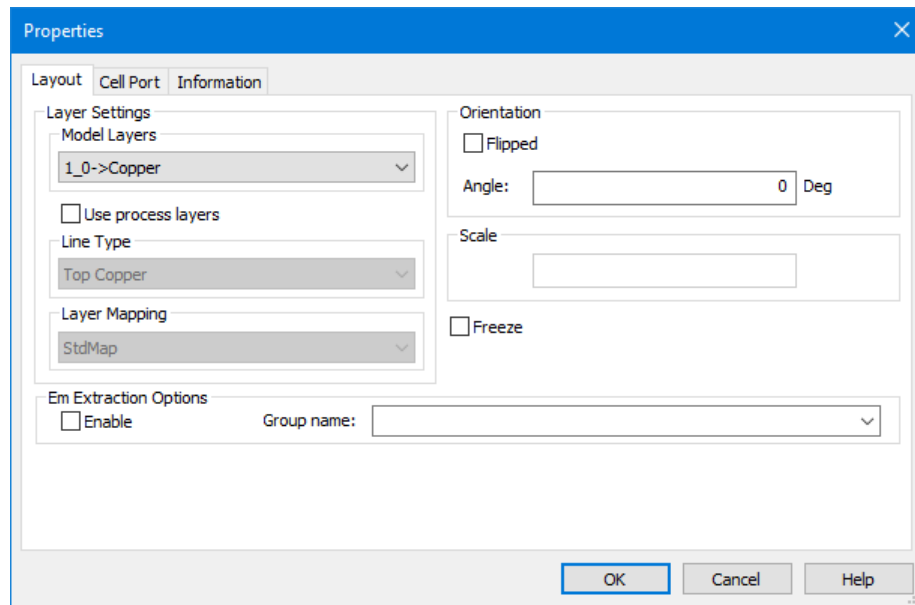 Properties
Layout Cell Port Information
Layer Settings
Model Layers
1_0->Copper
Use process layers
Line Type
Top Copper
Layer Mapping
StdMap
Orientation
Flipped
Angle: 0 Deg
Scale
Freeze
Em Extraction Options
Enable Group name:
OK Cancel Help